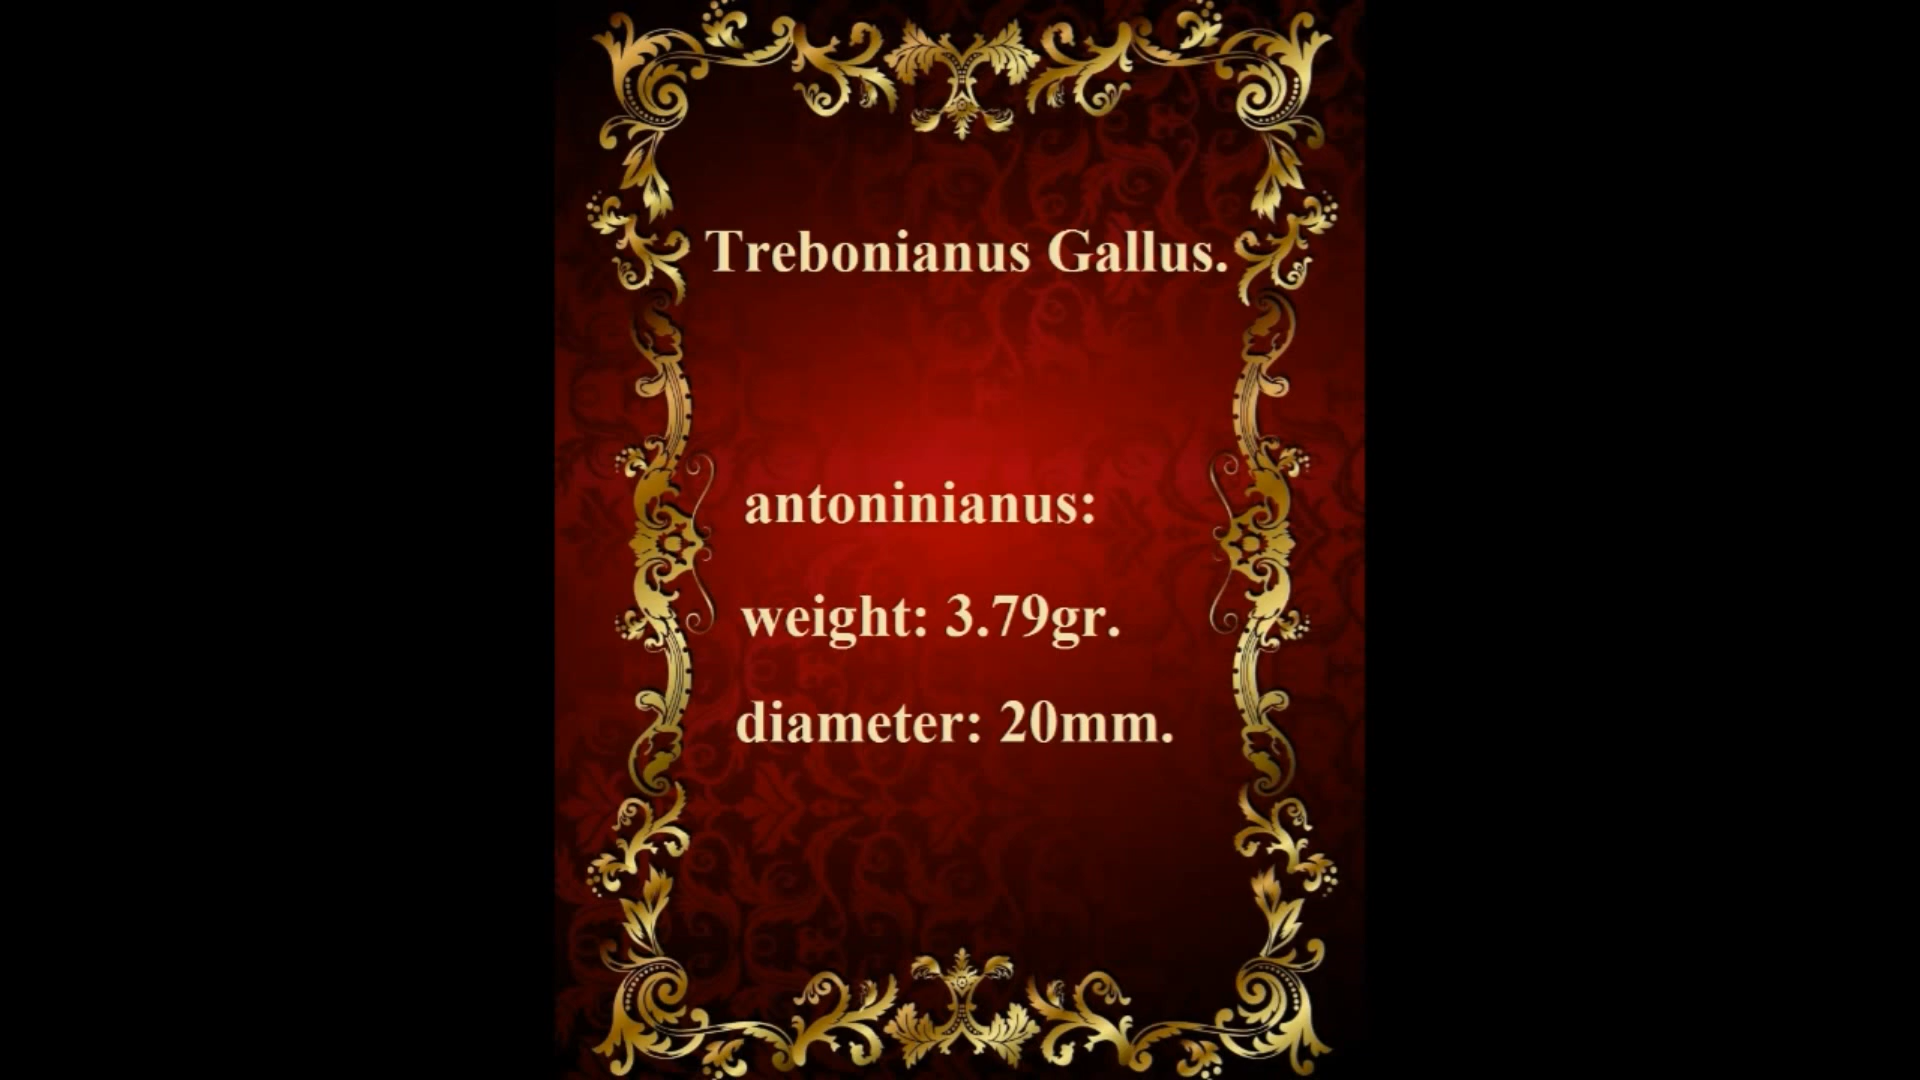 Trebonianus Gallus.
antoninianus:
weight: 3.79gr.
diameter: 20mm.